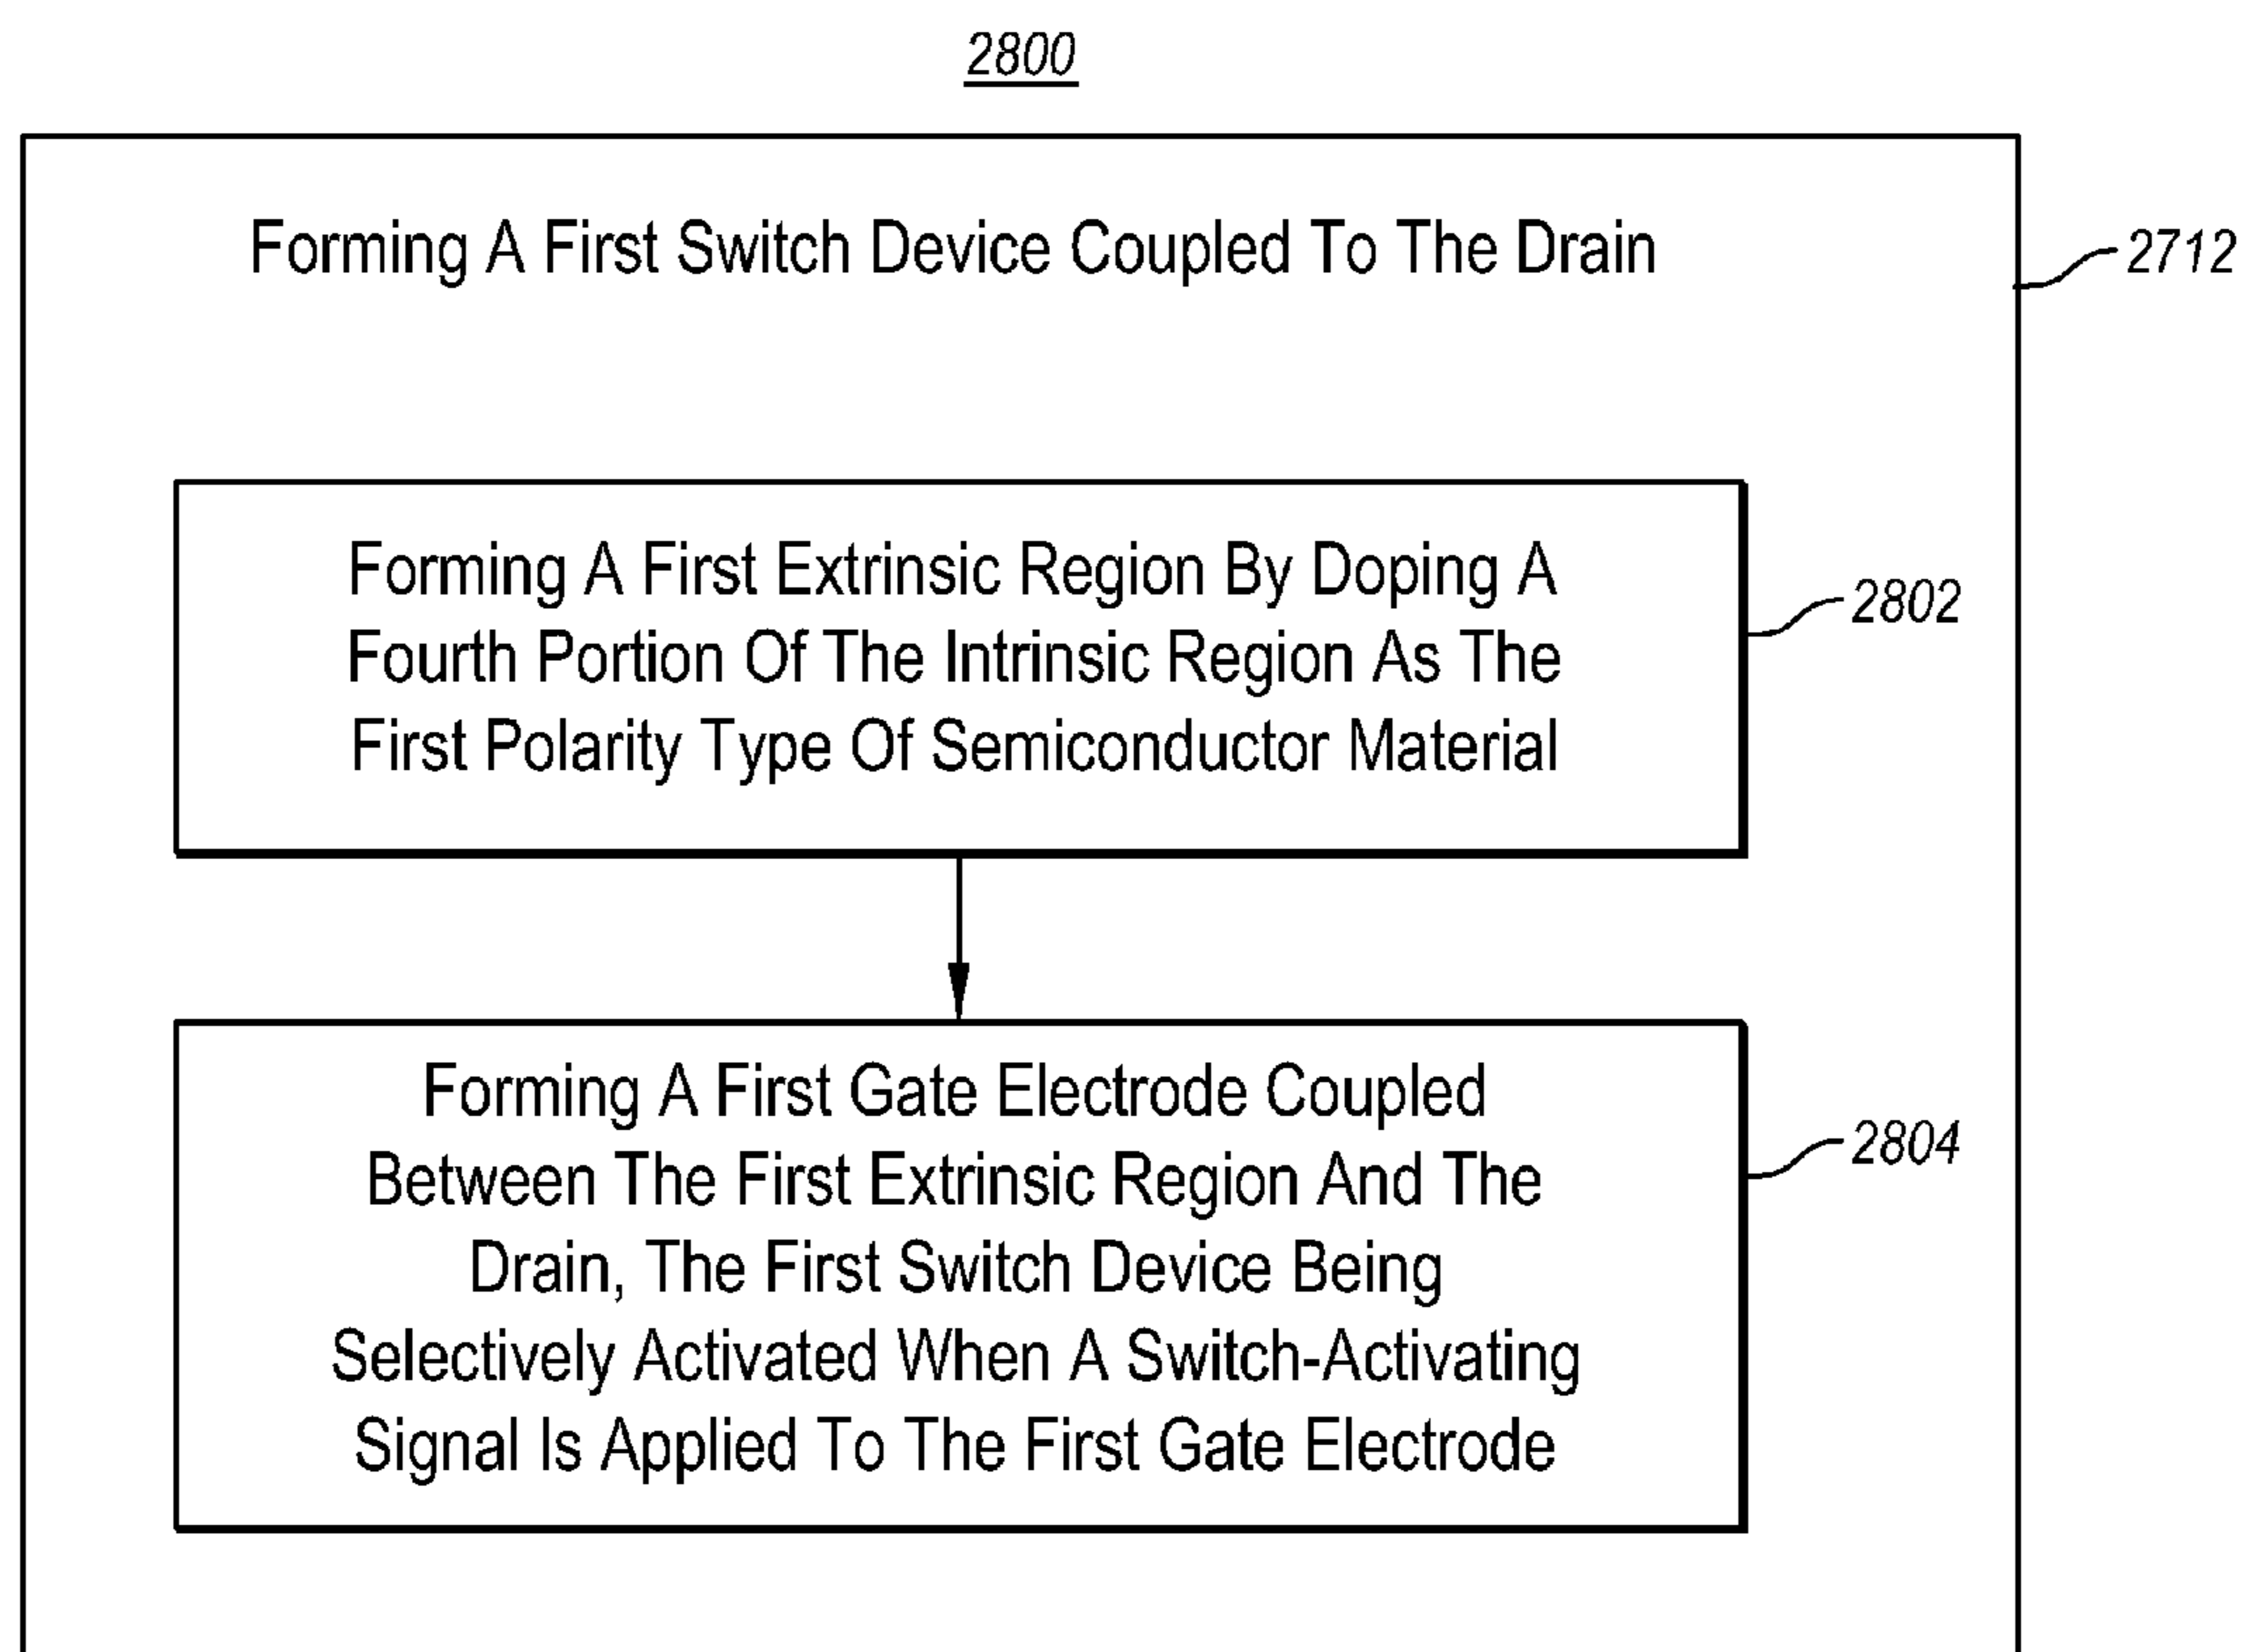 2800
Forming A First Switch Device Coupled To The Drain
2712
Forming A First Extrinsic Region By Doping A
Fourth Portion Of The Intrinsic Region As The
First Polarity Type Of Semiconductor Material
2802
Forming A First Gate Electrode Coupled
Between The First Extrinsic Region And The
Drain, The First Switch Device Being
Selectively Activated When A Switch-Activating
Signal Is Applied To The First Gate Electrode
2804